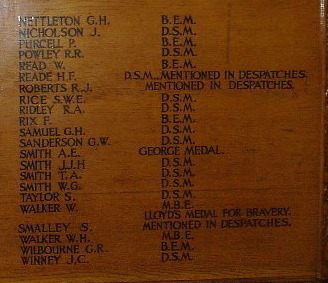 NETTLETON G.H. B.E.M.
NICHOLSON J. D.S.M.
PURCELL P. B.E.M.
POWLEY R.R. D.S.M.
READ W. B.E.M.
READE H.F. D.S.M., MENTIONED IN DESPATCHES.
ROBERTS R.J. MENTIONED IN DESPATCHES.
RICE S.W.E. D.S.M.
RIDLEY R.A. D.S.M.
RIX F. B.E.M.
SAMUEL G.H. D.S.M.
SANDERSON G.W. D.S.M.
SMITH A.E. GEORGE MEDAL.
SMITH J.J.H D.S.M.
SMITH T.A. D.S.M.
SMITH W.G. D.S.M.
TAYLOR S. D.S.M.
WALKER W. M.B.E.
LLOYD'S MEDAL FOR BRAVERY.
SMALLEY S. MENTIONED IN DESPATCHES.
WALKER W.H. M.B.E.
WILBOURNE G.R. B.E.M.
WINNEY J.C. D.S.M.